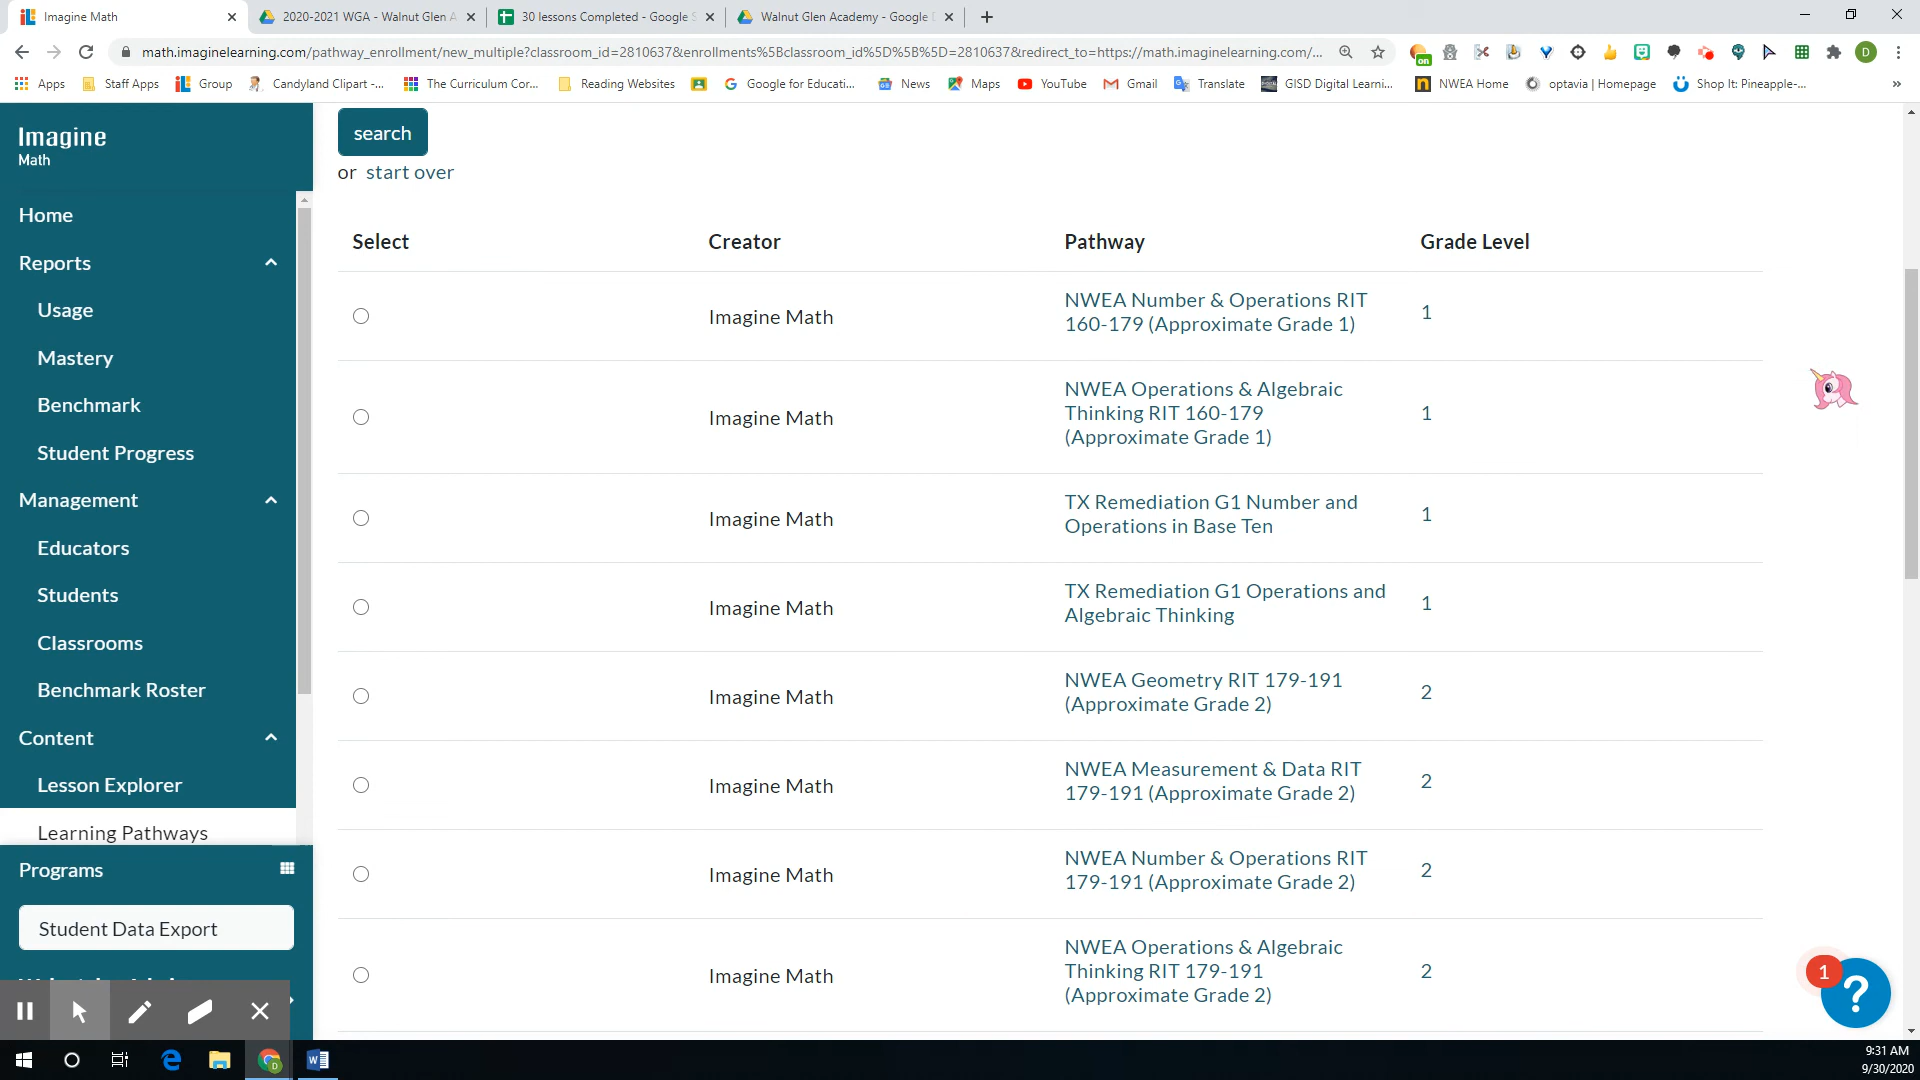 Imagine Math
2020-2021 WGA - Walnut Glen A
30 lessons Completed - Google S
Walnut Glen Academy - Google D
math.imaginelearning.com/pathway_enrollment/new_multiple?classroom_id=2810637&enrollments%5Bclassroom_id%5D%5B%5D=2810637&redirect_to=https://math.imaginelearning.com/...
on
D
Apps
Staff Apps
Group
Candyland Clipart -...
The Curriculum Cor...
Reading Websites
Google for Educati...
News
Maps
YouTube
Gmail
Translate
GISD Digital Learni...
NWEA Home
optavia | Homepage
Shop It: Pineapple-...
»
Imagine
Math
Home
Reports
Usage
Mastery
Benchmark
Student Progress
Management
Educators
Students
Classrooms
Benchmark Roster
Content
Lesson Explorer
Learning Pathways
Programs
Student Data Export
search
or start over
Select Creator Pathway Grade Level
Imagine Math
NWEA Number & Operations RIT
160-179 (Approximate Grade 1)
1
Imagine Math
NWEA Operations & Algebraic
Thinking RIT 160-179
(Approximate Grade 1)
1
Imagine Math
TX Remediation G1 Number and
Operations in Base Ten
1
Imagine Math
TX Remediation G1 Operations and
Algebraic Thinking
1
Imagine Math
NWEA Geometry RIT 179-191
(Approximate Grade 2)
2
Imagine Math
NWEA Measurement & Data RIT
179-191 (Approximate Grade 2)
2
Imagine Math
NWEA Number & Operations RIT
179-191 (Approximate Grade 2)
2
Imagine Math
NWEA Operations & Algebraic
Thinking RIT 179-191
(Approximate Grade 2)
2
1
?
9:31 AM
9/30/2020